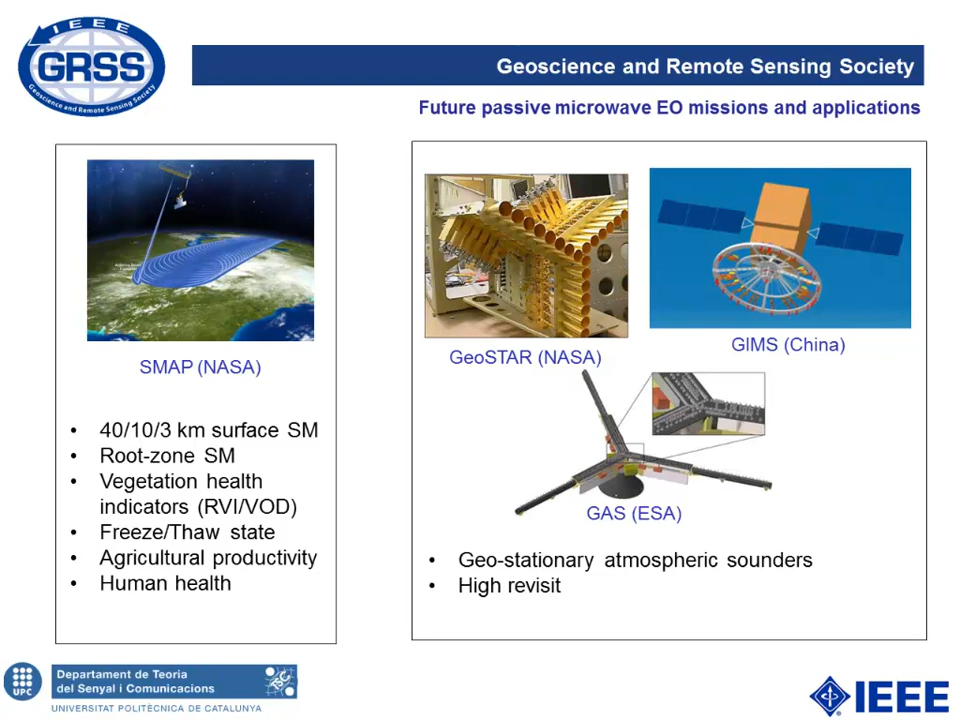 IEEE
GRSS
Geoscience and Remote Sensing Society
Geoscience and Remote Sensing Society
Future passive microwave EO missions and applications
SMAP (NASA)
• 40/10/3 km surface SM
• Root-zone SM
• Vegetation health
indicators (RVI/VOD)
• Freeze/Thaw state
• Agricultural productivity
• Human health
GeoSTAR (NASA)
GIMS (China)
GAS (ESA)
• Geo-stationary atmospheric sounders
• High revisit
UPC
Departament de Teoria
del Senyal i Comunicacions
UNIVERSITAT POLITÈCNICA DE CATALUNYA
IEEE